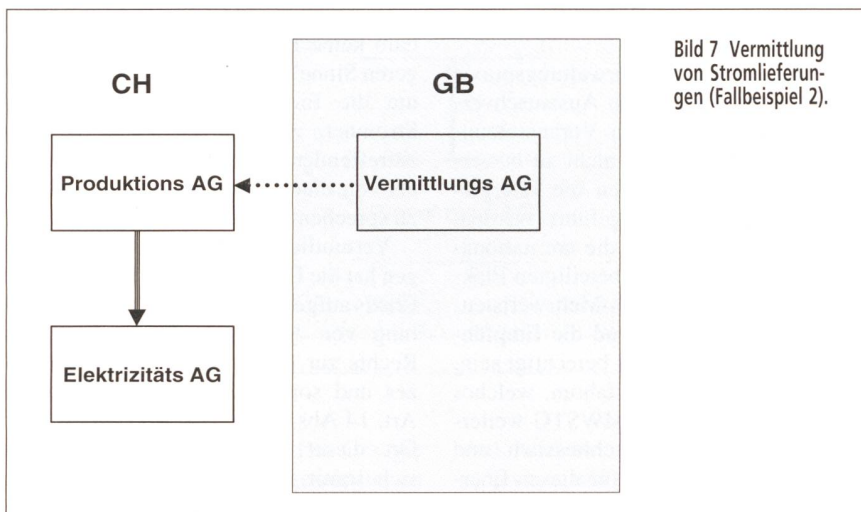 CH
GB
Bild 7 Vermittlung
von Stromlieferun-
gen (Fallbeispiel 2).
Produktions AG
Vermittlungs AG
Elektrizitäts AG